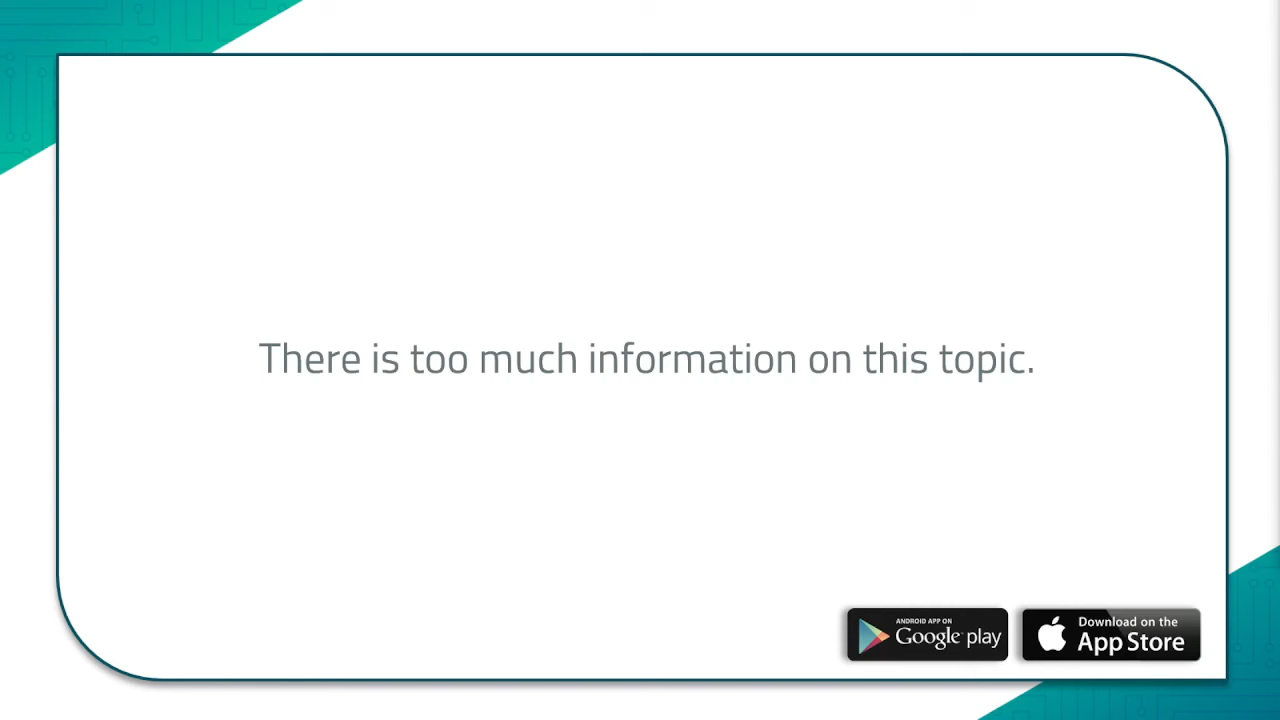 There is too much information on this topic.
ANDROID APP ON
Google play
Download on the
App Store